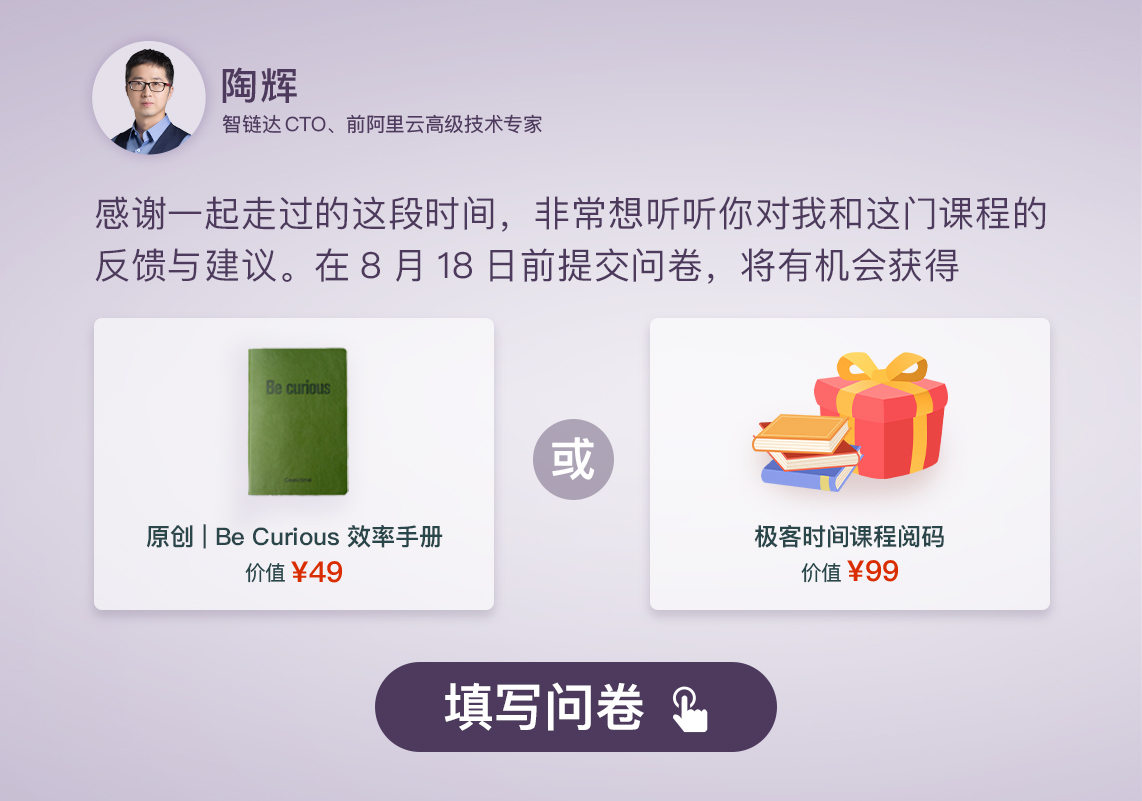 陶辉
智链达CTO、前阿里云高级技术专家
感谢一起走过的这段时间，非常想听听你对我和这门课程的
反馈与建议。在 8 月 18 日前提交问卷，将有机会获得
Be curious
Geektime
或
原创 | Be Curious 效率手册
价值 ¥49
极客时间课程阅码
价值 ¥99
填写问卷